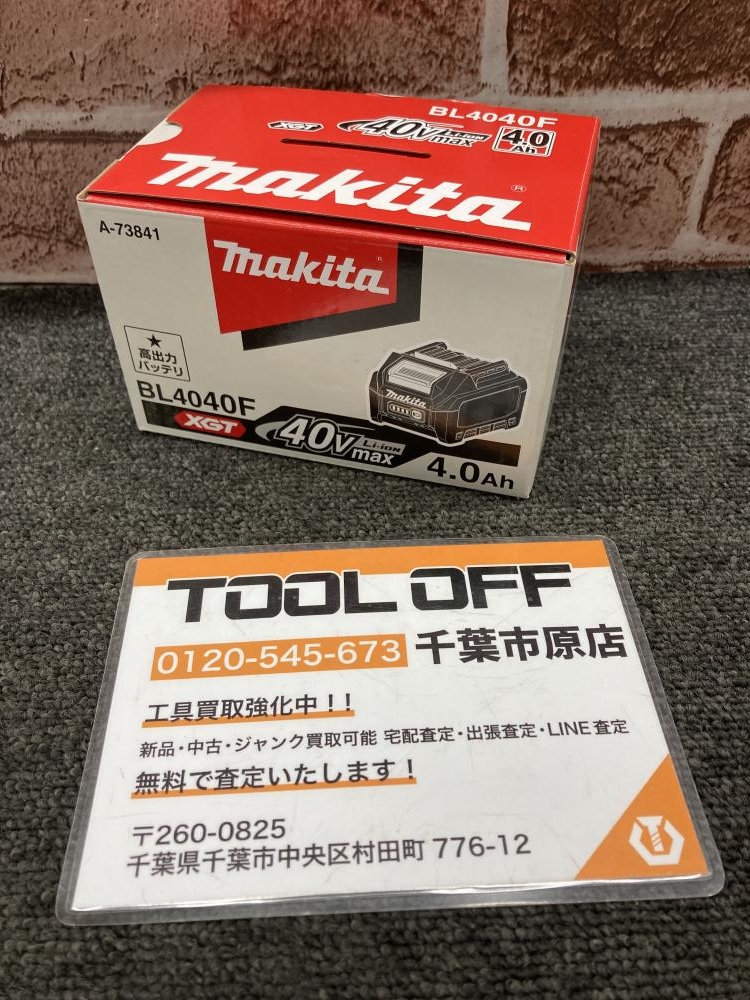 BL4040F
XGT 40Vmax Li-ion 4.0 Ah
makita®
A-73841
makita®
★
高出力
バッテリ
makita
BL4040F
XGT 40Vmax Li-ion 4.0Ah
TOOL OFF
0120-545-673 千葉市原店
工具買取強化中！！
新品・中古・ジャンク買取可能 宅配査定・出張査定・LINE査定
無料で査定いたします！
〒260-0825
千葉県千葉市中央区村田町 776-12